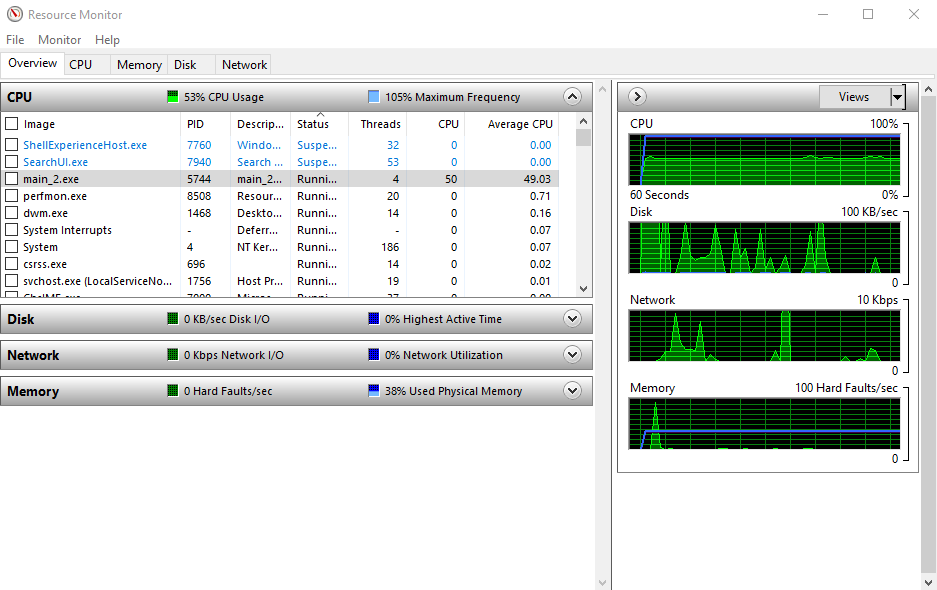 Resource Monitor
File Monitor Help
Overview CPU Memory Disk Network
CPU 53% CPU Usage 105% Maximum Frequency
Image PID Descrip... Status Threads CPU Average CPU
ShellExperienceHost.exe 7760 Windo... Suspe... 32 0 0.00
SearchUI.exe 7940 Search ... Suspe... 53 0 0.00
main_2.exe 5744 main_2... Runni... 4 50 49.03
perfmon.exe 8508 Resour... Runni... 20 0 0.71
dwm.exe 1468 Deskto... Runni... 14 0 0.16
System Interrupts - Deferr... Runni... - 0 0.07
System 4 NT Ker... Runni... 186 0 0.07
csrss.exe 696 Runni... 14 0 0.02
svchost.exe (LocalServiceNo... 1756 Host Pr... Runni... 19 0 0.01
Disk 0 KB/sec Disk I/O 0% Highest Active Time
Network 0 Kbps Network I/O 0% Network Utilization
Memory 0 Hard Faults/sec 38% Used Physical Memory
Views
CPU 100%
60 Seconds 0%
Disk 100 KB/sec
0
Network 10 Kbps
0
Memory 100 Hard Faults/sec
0